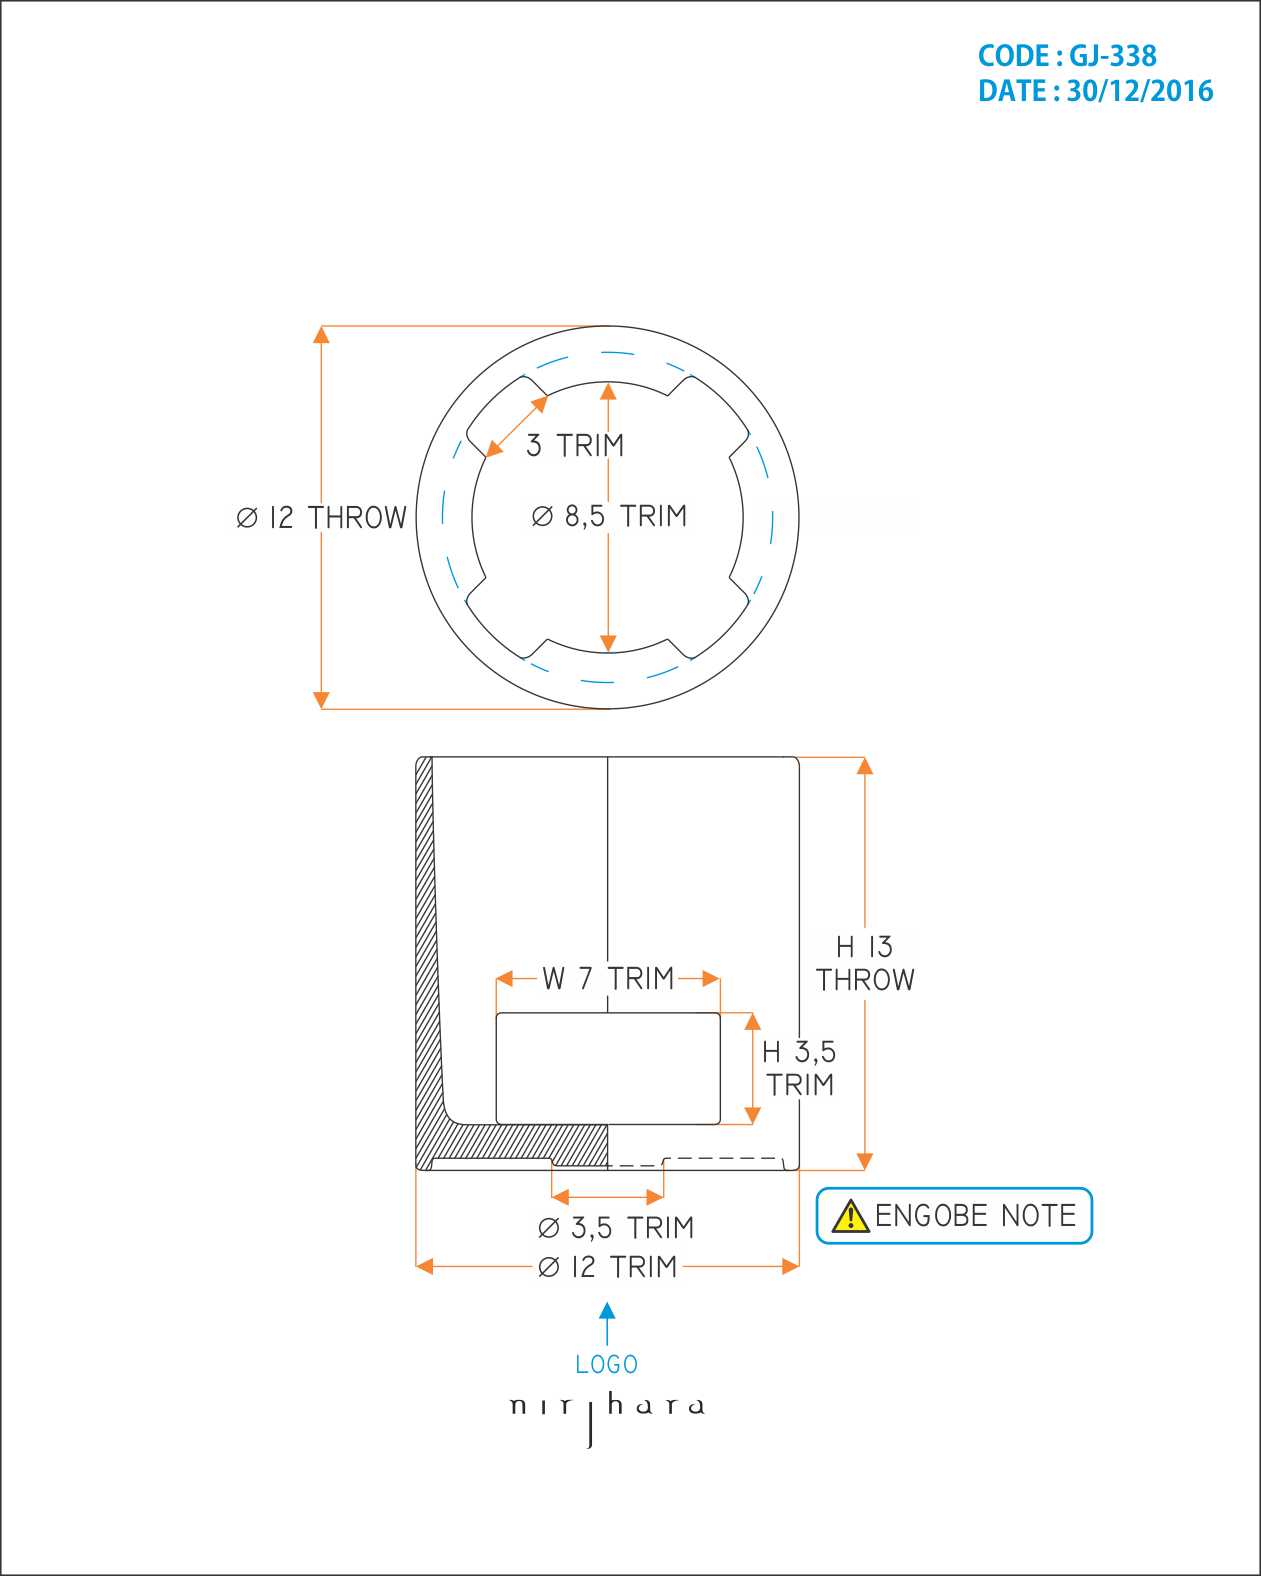 CODE : GJ-338
DATE : 30/12/2016
3 TRIM
Ø 12 THROW
Ø 8,5 TRIM
H 13
THROW
W 7 TRIM
H 3,5
TRIM
ENGOBE NOTE
Ø 3,5 TRIM
Ø 12 TRIM
LOGO
nirjhara